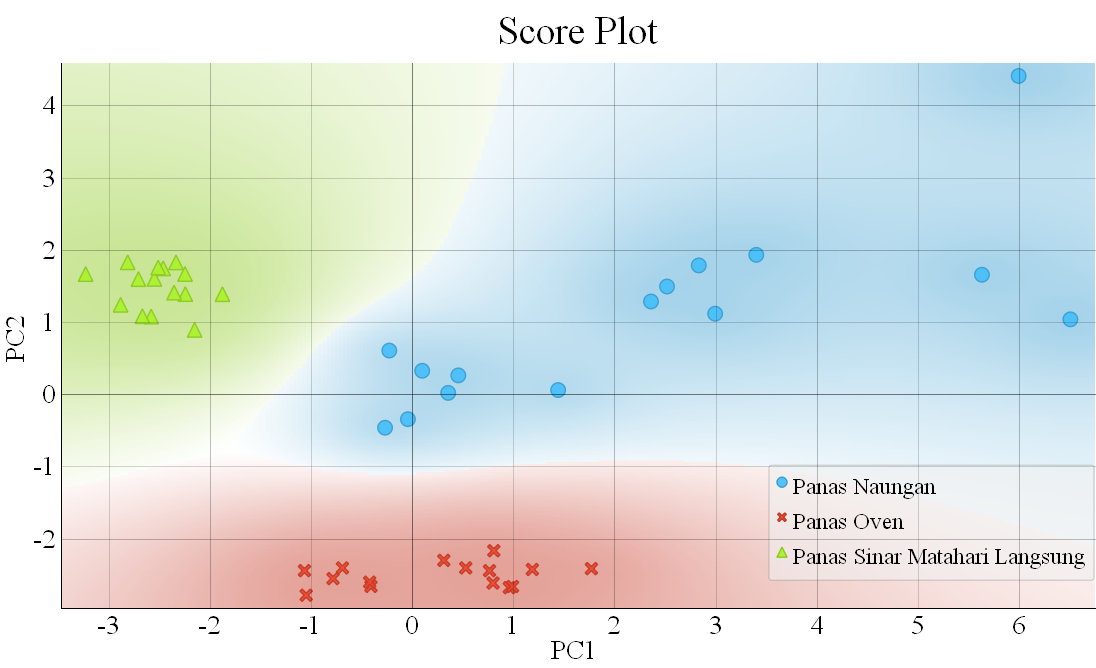 Score Plot
4
3
2
1
0
-1
-2
PC2
Panas Naungan
Panas Oven
Panas Sinar Matahari Langsung
-3 -2 -1 0 1 2 3 4 5 6
PC1